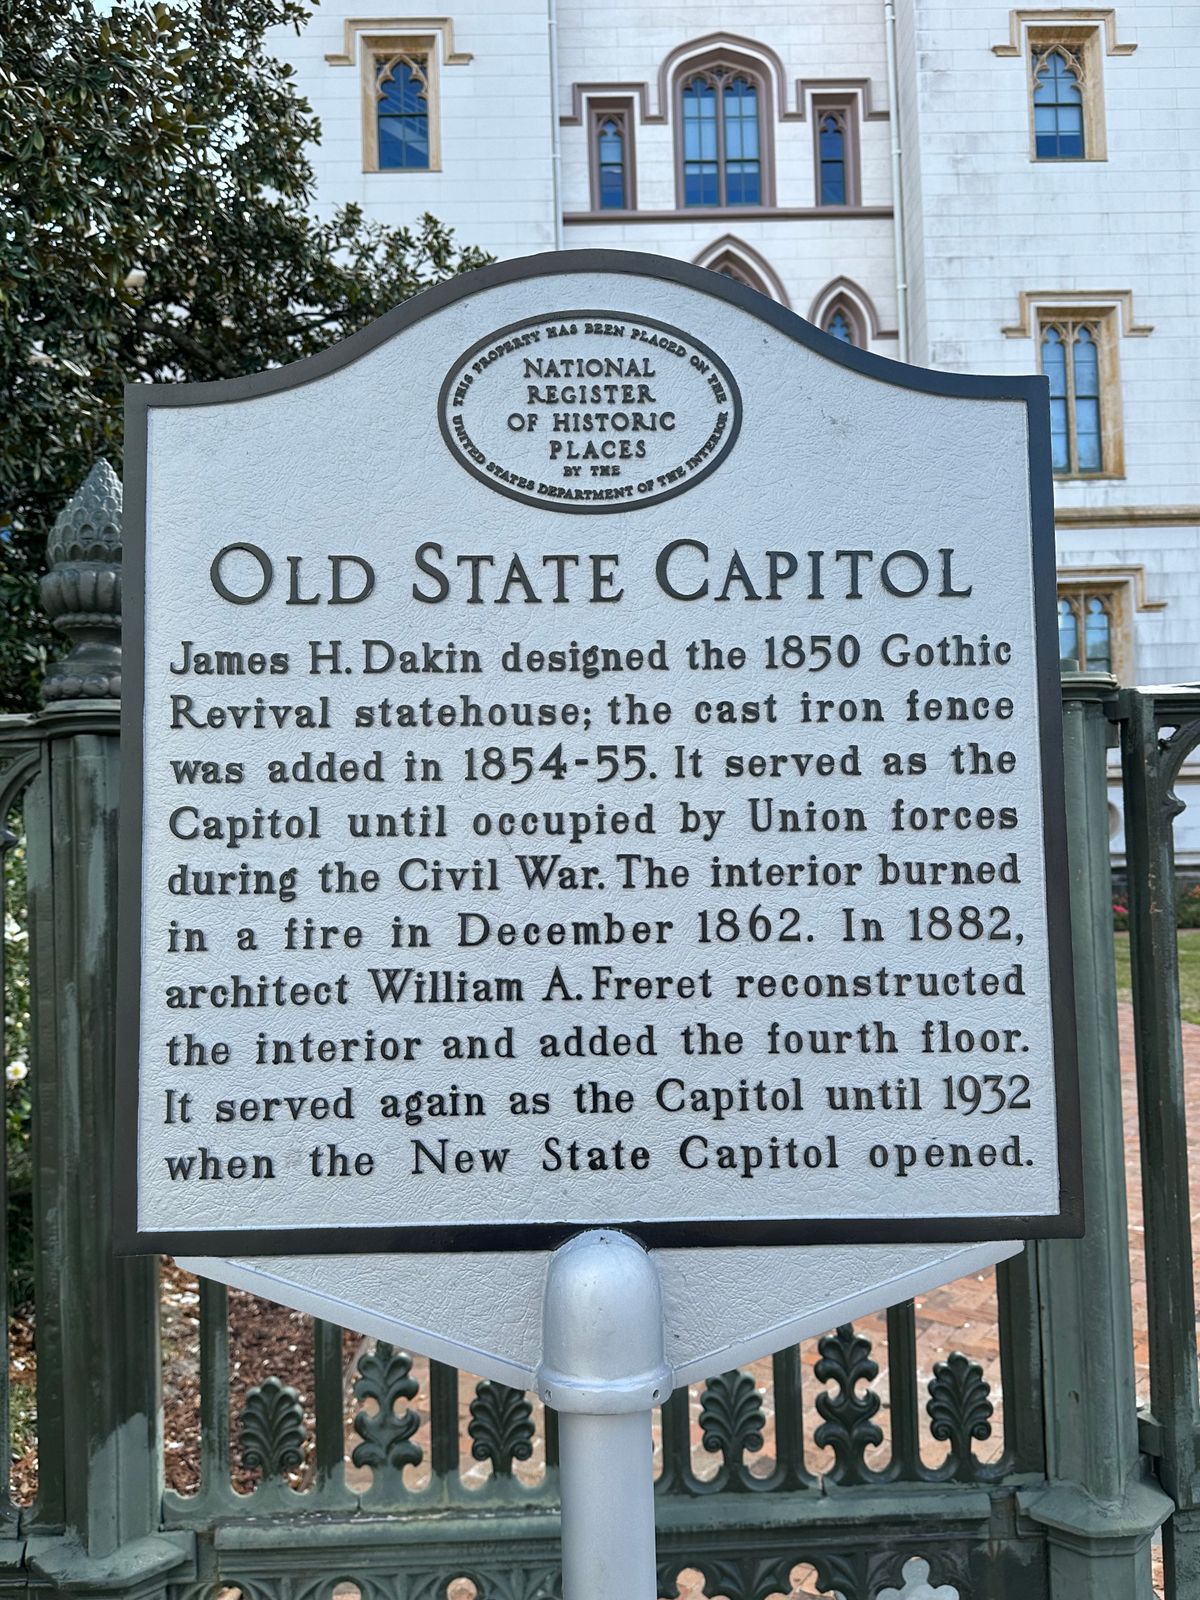 THIS PROPERTY HAS BEEN PLACED ON THE
NATIONAL
REGISTER
OF HISTORIC
PLACES
BY THE
UNITED STATES DEPARTMENT OF THE INTERIOR
OLD STATE CAPITOL
James H. Dakin designed the 1850 Gothic
Revival statehouse; the cast iron fence
was added in 1854-55. It served as the
Capitol until occupied by Union forces
during the Civil War. The interior burned
in a fire in December 1862. In 1882,
architect William A. Freret reconstructed
the interior and added the fourth floor.
It served again as the Capitol until 1932
when the New State Capitol opened.